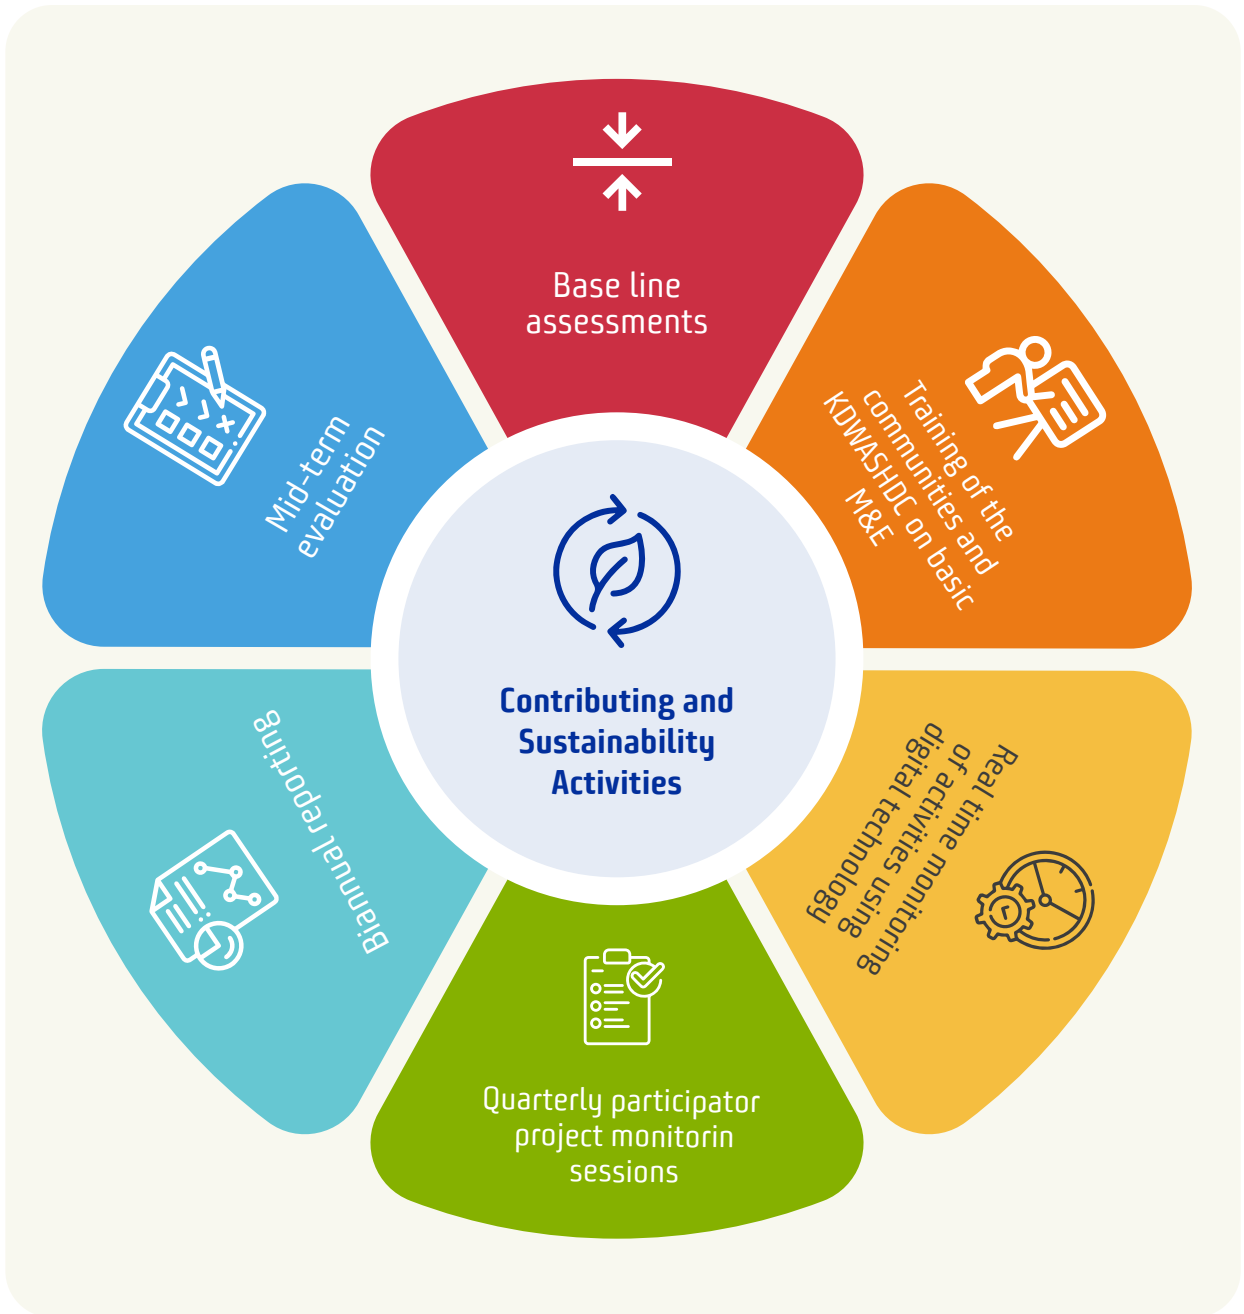 Base line
assessments
Training of the
communities and
KDWASHDC on basic
M&E
Real time monitoring
of activities using
digital technology
Quarterly participator
project monitorin
sessions
Biannual reporting
Mid-term
evaluation
Contributing and
Sustainability
Activities